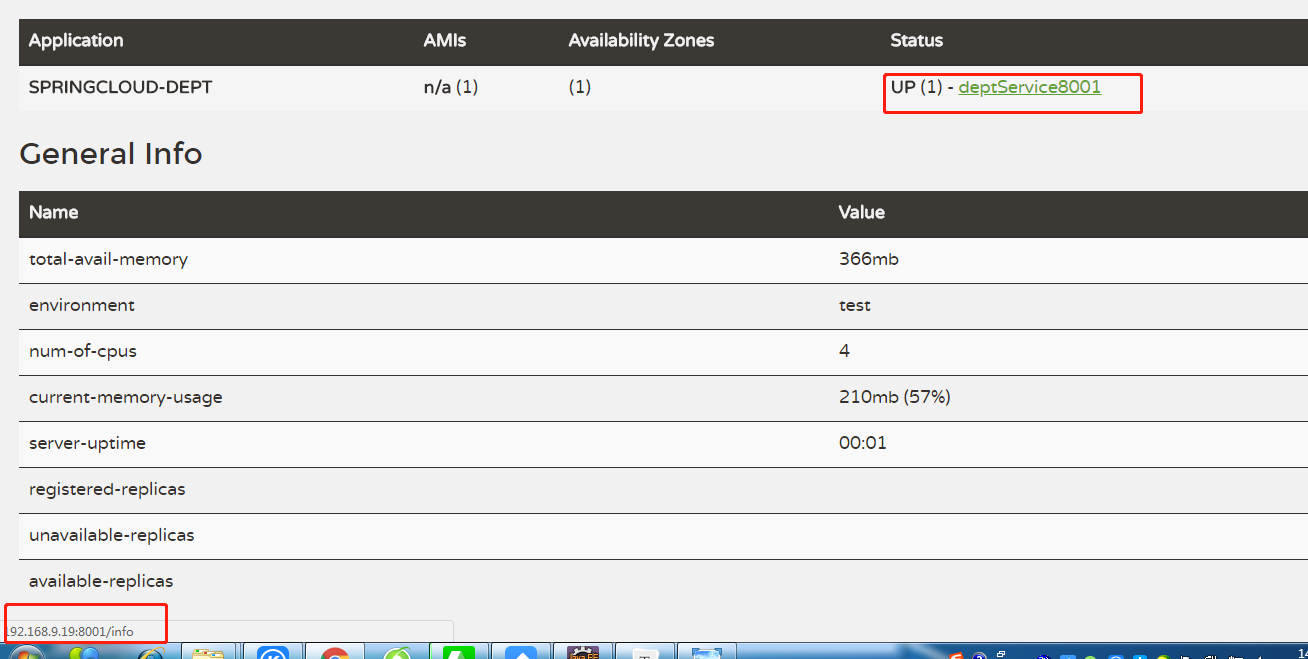 Application AMIs Availability Zones Status
SPRINGCLOUD-DEPT n/a (1) (1) UP (1) - deptService8001
General Info
Name Value
total-avail-memory 366mb
environment test
num-of-cpus 4
current-memory-usage 210mb (57%)
server-uptime 00:01
registered-replicas
unavailable-replicas
available-replicas
92.168.9.19:8001/info